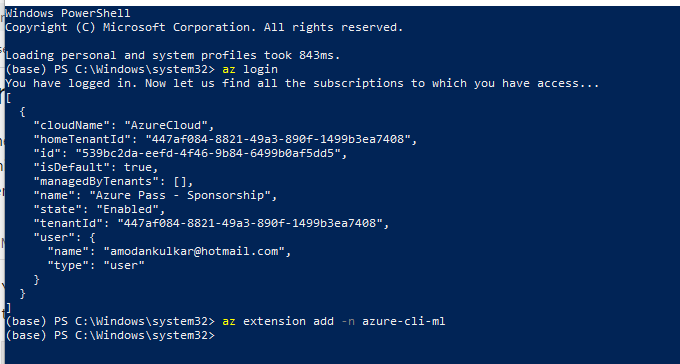 Windows PowerShell
Copyright (C) Microsoft Corporation. All rights reserved.
Loading personal and system profiles took 843ms.
(base) PS C:\Windows\system32> az login
You have logged in. Now let us find all the subscriptions to which you have access...
[
  {
    "cloudName": "AzureCloud",
    "homeTenantId": "447af084-8821-49a3-890f-1499b3ea7408",
    "id": "539bc2da-eefd-4f46-9b84-6499b0af5dd5",
    "isDefault": true,
    "managedByTenants": [],
    "name": "Azure Pass - Sponsorship",
    "state": "Enabled",
    "tenantId": "447af084-8821-49a3-890f-1499b3ea7408",
    "user": {
      "name": "amodankulkar@hotmail.com",
      "type": "user"
    }
  }
]
(base) PS C:\Windows\system32> az extension add -n azure-cli-ml
(base) PS C:\Windows\system32>